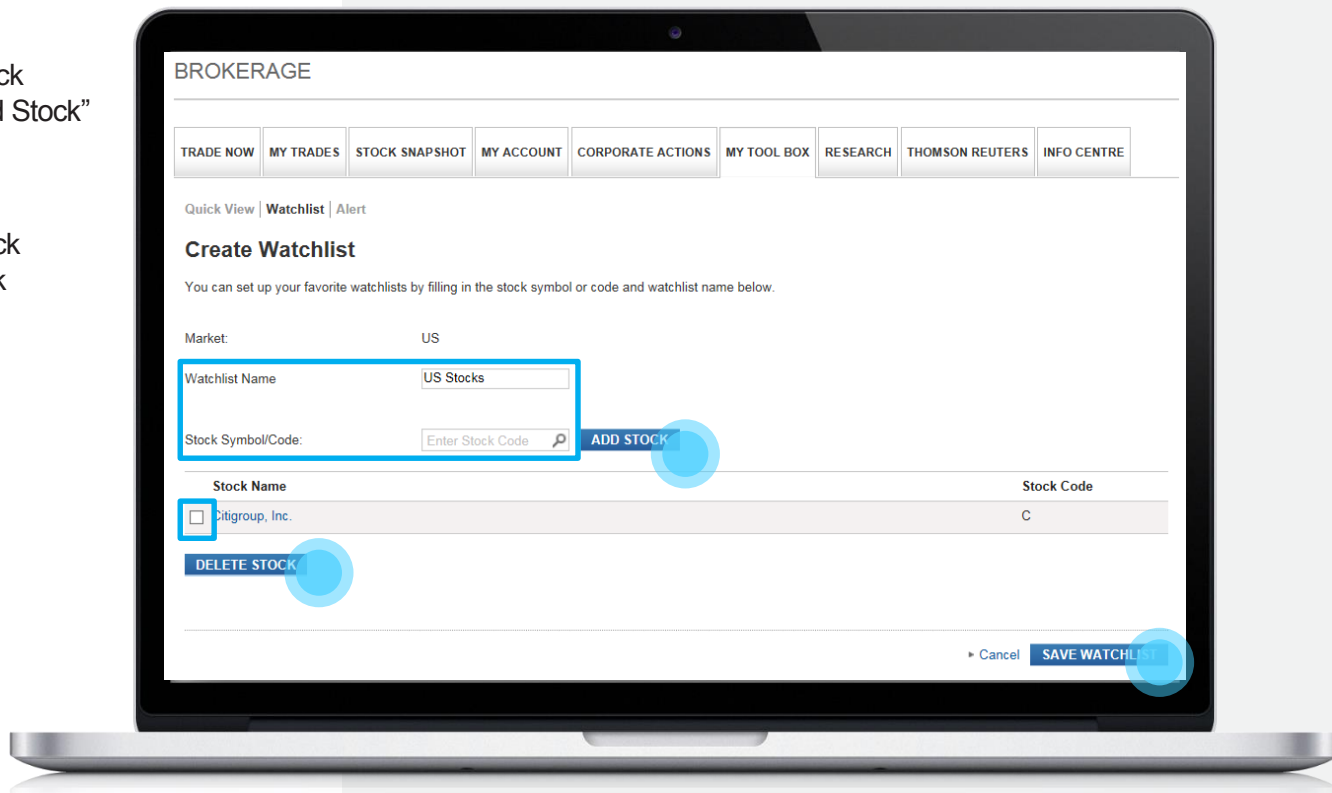 ck
d Stock”
ck
k
BROKERAGE
TRADE NOW MY TRADES STOCK SNAPSHOT MY ACCOUNT CORPORATE ACTIONS MY TOOL BOX RESEARCH THOMSON REUTERS INFO CENTRE
Quick View | Watchlist | Alert
Create Watchlist
You can set up your favorite watchlists by filling in the stock symbol or code and watchlist name below.
Market: US
Watchlist Name US Stocks
Stock Symbol/Code: Enter Stock Code ADD STOCK
Stock Name Stock Code
Citigroup, Inc. C
DELETE STOCK
Cancel SAVE WATCHLIST